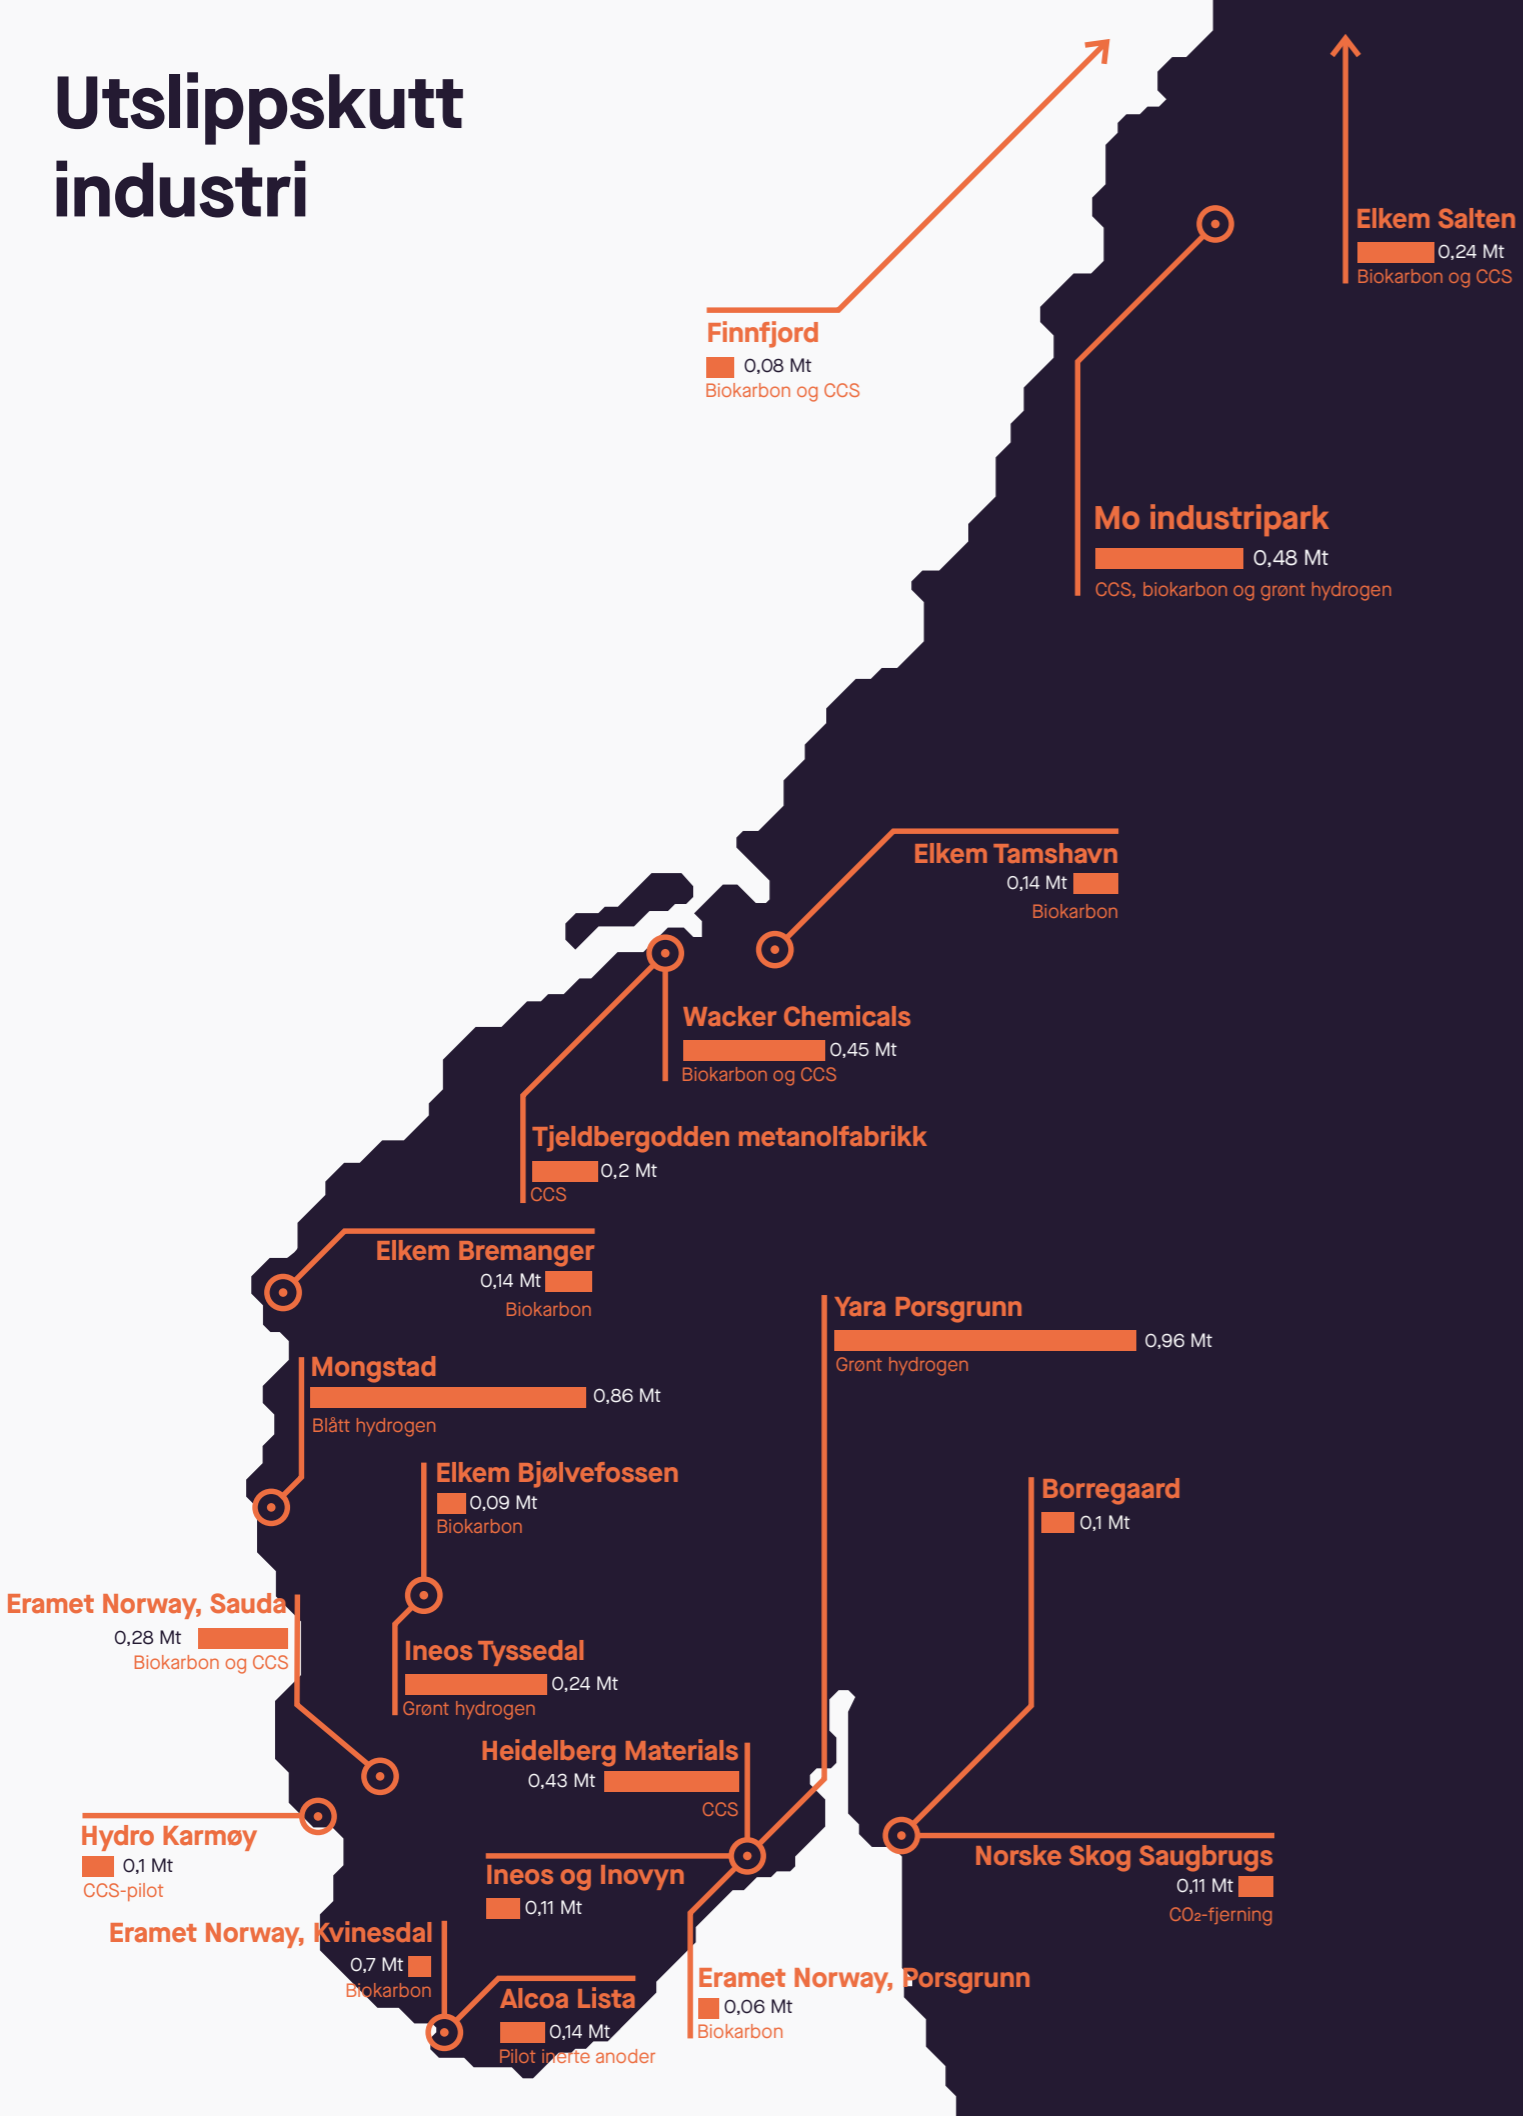 Utslippskutt
industri
Elkem Salten
0,24 Mt
Biokarbon og CCS
Finnfjord
0,08 Mt
Biokarbon og CCS
Mo industripark
0,48 Mt
CCS, biokarbon og grønt hydrogen
Elkem Tamshavn
0,14 Mt
Biokarbon
Wacker Chemicals
0,45 Mt
Biokarbon og CCS
Tjeldbergodden metanolfabrikk
0,2 Mt
CCS
Elkem Bremanger
0,14 Mt
Biokarbon
Yara Porsgrunn
0,96 Mt
Grønt hydrogen
Mongstad
0,86 Mt
Blått hydrogen
Elkem Bjølvefossen
0,09 Mt
Biokarbon
Borregaard
0,1 Mt
Eramet Norway, Sauda
0,28 Mt
Biokarbon og CCS
Ineos Tyssedal
0,24 Mt
Grønt hydrogen
Heidelberg Materials
0,43 Mt
CCS
Hydro Karmøy
0,1 Mt
CCS-pilot
Ineos og Inovyn
0,11 Mt
Norske Skog Saugbrugs
0,11 Mt
CO₂-fjerning
Eramet Norway, Kvinesdal
0,7 Mt
Biokarbon
Alcoa Lista
0,14 Mt
Pilot inerte anoder
Eramet Norway, Porsgrunn
0,06 Mt
Biokarbon